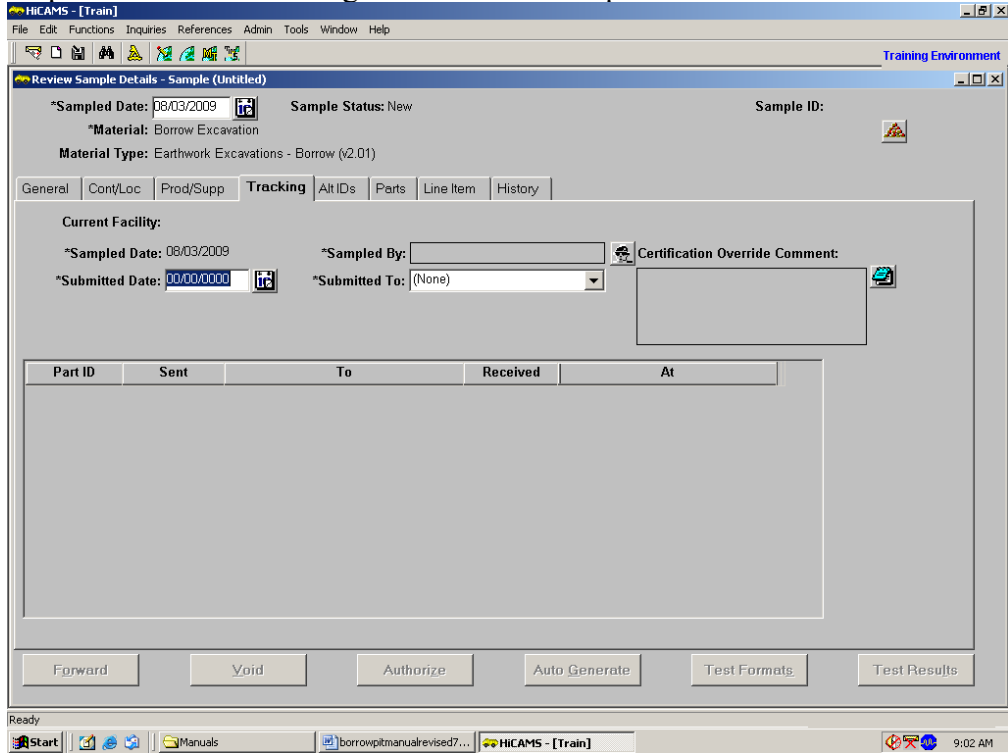 HiCAMS - [Train]
File Edit Functions Inquiries References Admin Tools Window Help
Training Environment
Review Sample Details - Sample (Untitled)
*Sampled Date: 08/03/2009 Sample Status: New Sample ID:
*Material: Borrow Excavation
Material Type: Earthwork Excavations - Borrow (v2.01)
General Cont/Loc Prod/Supp Tracking Alt IDs Parts Line Item History
Current Facility:
*Sampled Date: 08/03/2009 *Sampled By: Certification Override Comment:
*Submitted Date: 00/00/0000 *Submitted To: (None)
Part ID Sent To Received At
Forward Void Authorize Auto Generate Test Formats Test Results
Ready
Start Manuals borrowpitmanualrevised7... HiCAMS - [Train] 9:02 AM